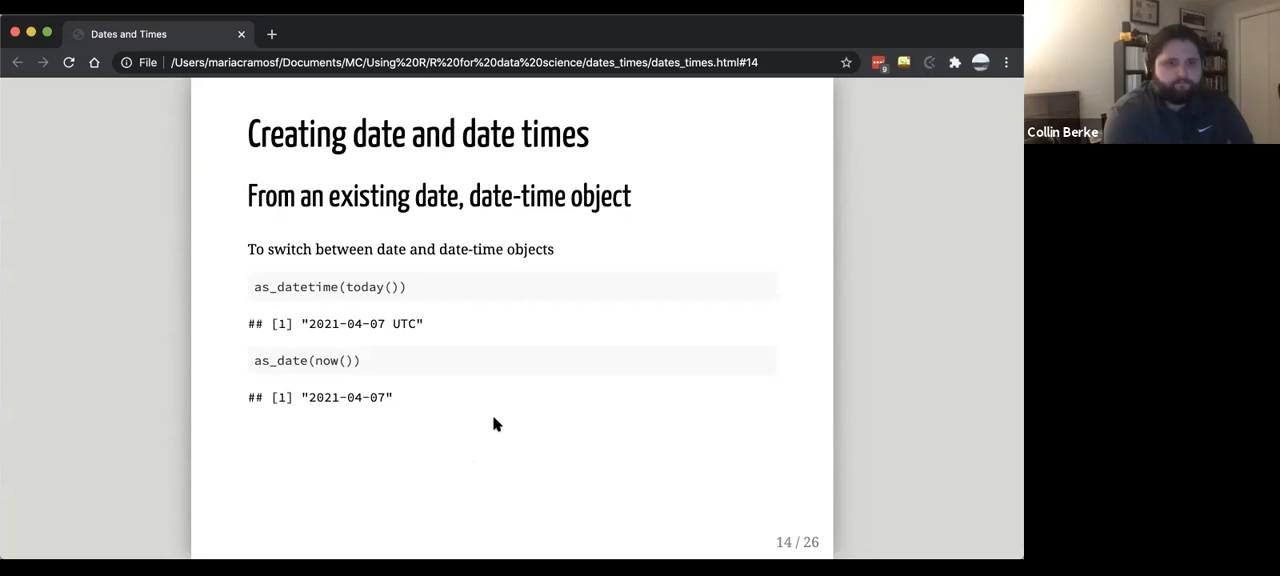 Dates and Times
File
/Users/mariacramosf/Documents/MC/Using%20R/R%20for%20data%20science/dates_times/dates_times.html#14
9
Collin Berke
Creating date and date times
From an existing date, date-time object
To switch between date and date-time objects
as_datetime(today())
## [1] "2021-04-07 UTC"
as_date(now())
## [1] "2021-04-07"
14 / 26